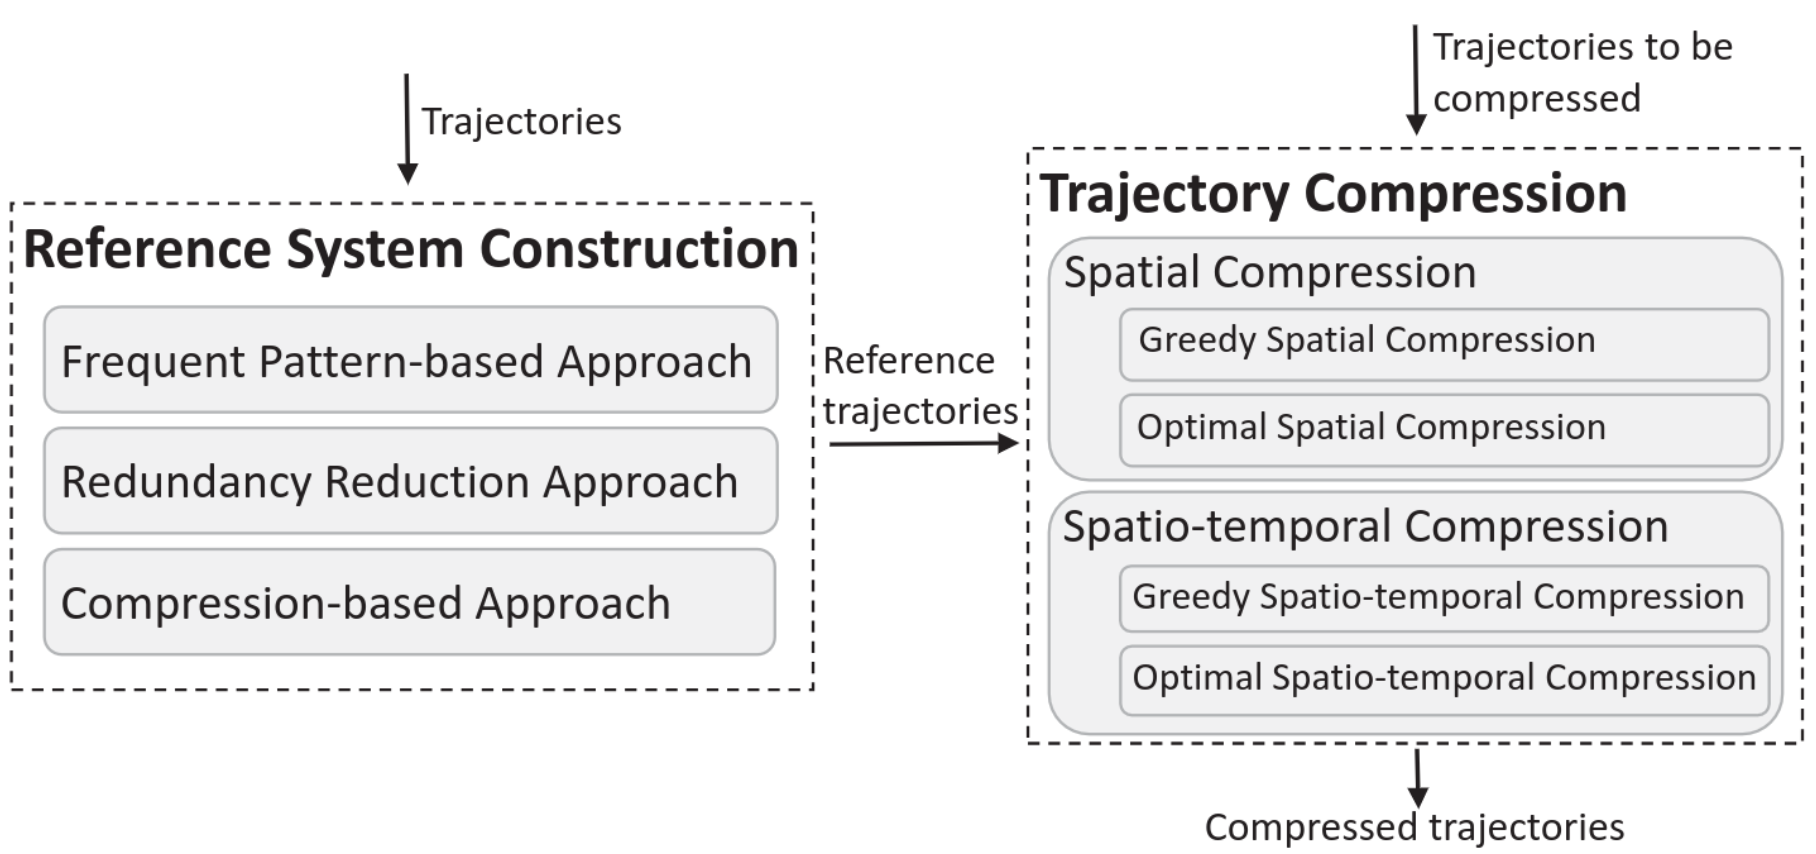 Trajectories
Reference System Construction
Frequent Pattern-based Approach
Redundancy Reduction Approach
Compression-based Approach
Reference
trajectories
Trajectories to be
compressed
Trajectory Compression
Spatial Compression
Greedy Spatial Compression
Optimal Spatial Compression
Spatio-temporal Compression
Greedy Spatio-temporal Compression
Optimal Spatio-temporal Compression
Compressed trajectories